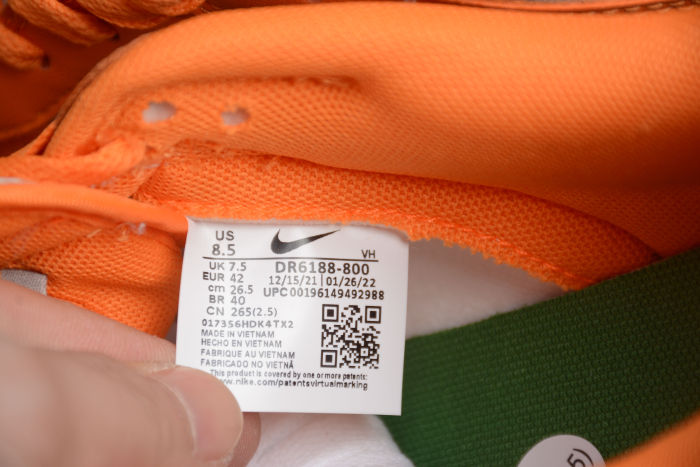 US
8.5
VH
UK 7.5
EUR 42
cm 26.5
BR 40
CN 265(2.5)
DR6188-800
12/15/21 | 01/26/22
UPC 00196149492988
017356HDK4TX2
MADE IN VIETNAM
HECHO EN VIETNAM
FABRIQUE AU VIETNAM
FABRICADO NO VIETNÃ
This product is covered by one or more patents:
www.nike.com/patentsvirtualmarking
5)